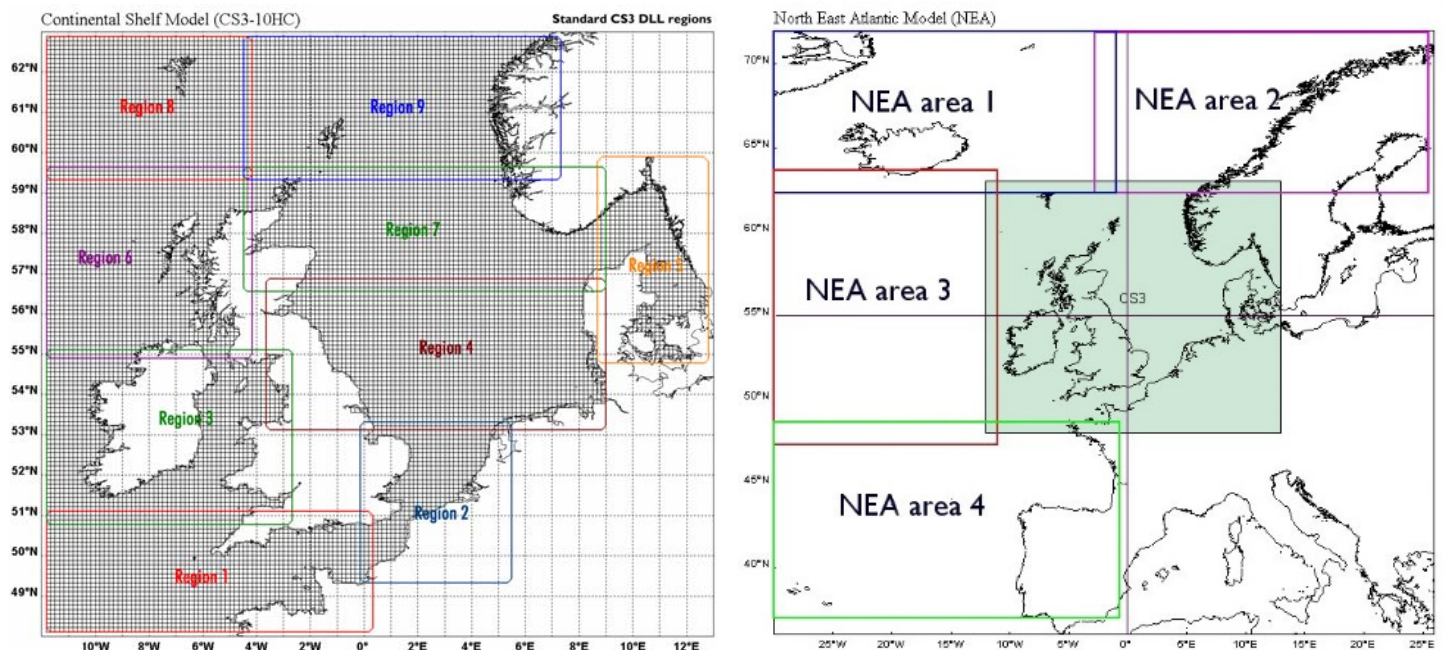 Continental Shelf Model (CS3-10HC)
Standard CS3 DLL regions
62°N
61°N
60°N
59°N
58°N
57°N
56°N
55°N
54°N
53°N
52°N
51°N
50°N
49°N
Region 8
Region 9
Region 7
Region 6
Region 5
Region 4
Region 3
Region 2
Region 1
10°W
8°W
6°W
4°W
2°W
0°
2°E
4°E
6°E
8°E
10°E
12°E
North East Atlantic Model (NEA)
70°N
65°N
60°N
55°N
50°N
45°N
40°N
NEA area 1
NEA area 2
NEA area 3
CS3
NEA area 4
25°W
20°W
15°W
10°W
5°W
0°
5°E
10°E
15°E
20°E
25°E